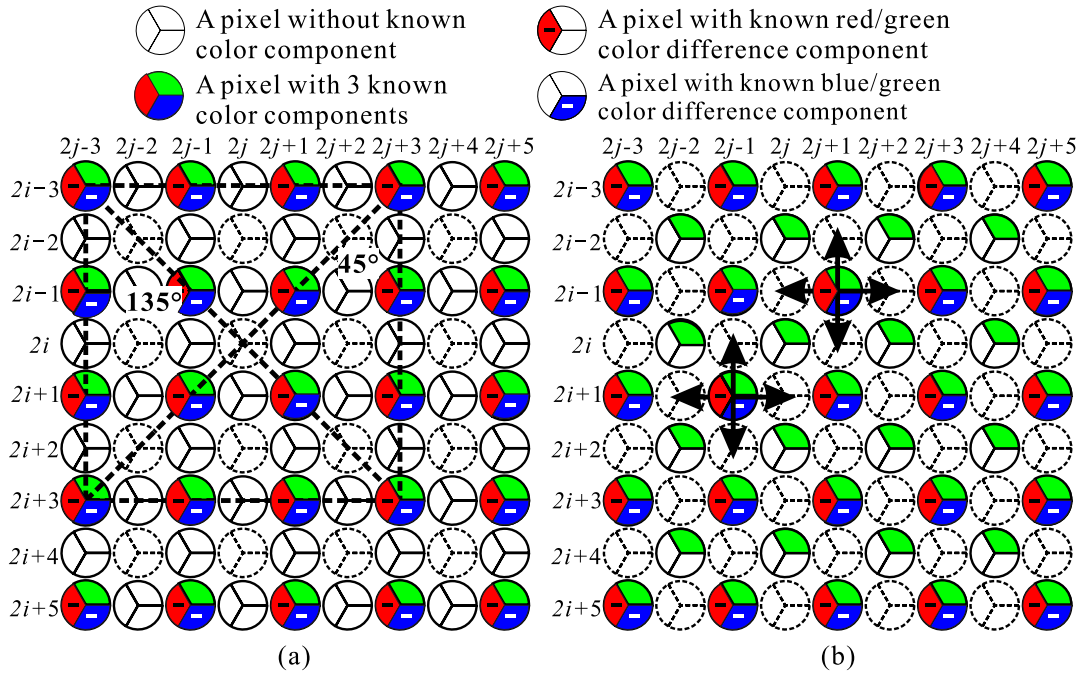 A pixel without known
color component
A pixel with known red/green
color difference component
A pixel with 3 known
color components
A pixel with known blue/green
color difference component
2j-3 2j-2 2j-1 2j 2j+1 2j+2 2j+3 2j+4 2j+5
2j-3 2j-2 2j-1 2j 2j+1 2j+2 2j+3 2j+4 2j+5
2i−3
2i−2
2i−1
2i
2i+1
2i+2
2i+3
2i+4
2i+5
135°
45°
2i−3
2i−2
2i−1
2i
2i+1
2i+2
2i+3
2i+4
2i+5
(a)
(b)